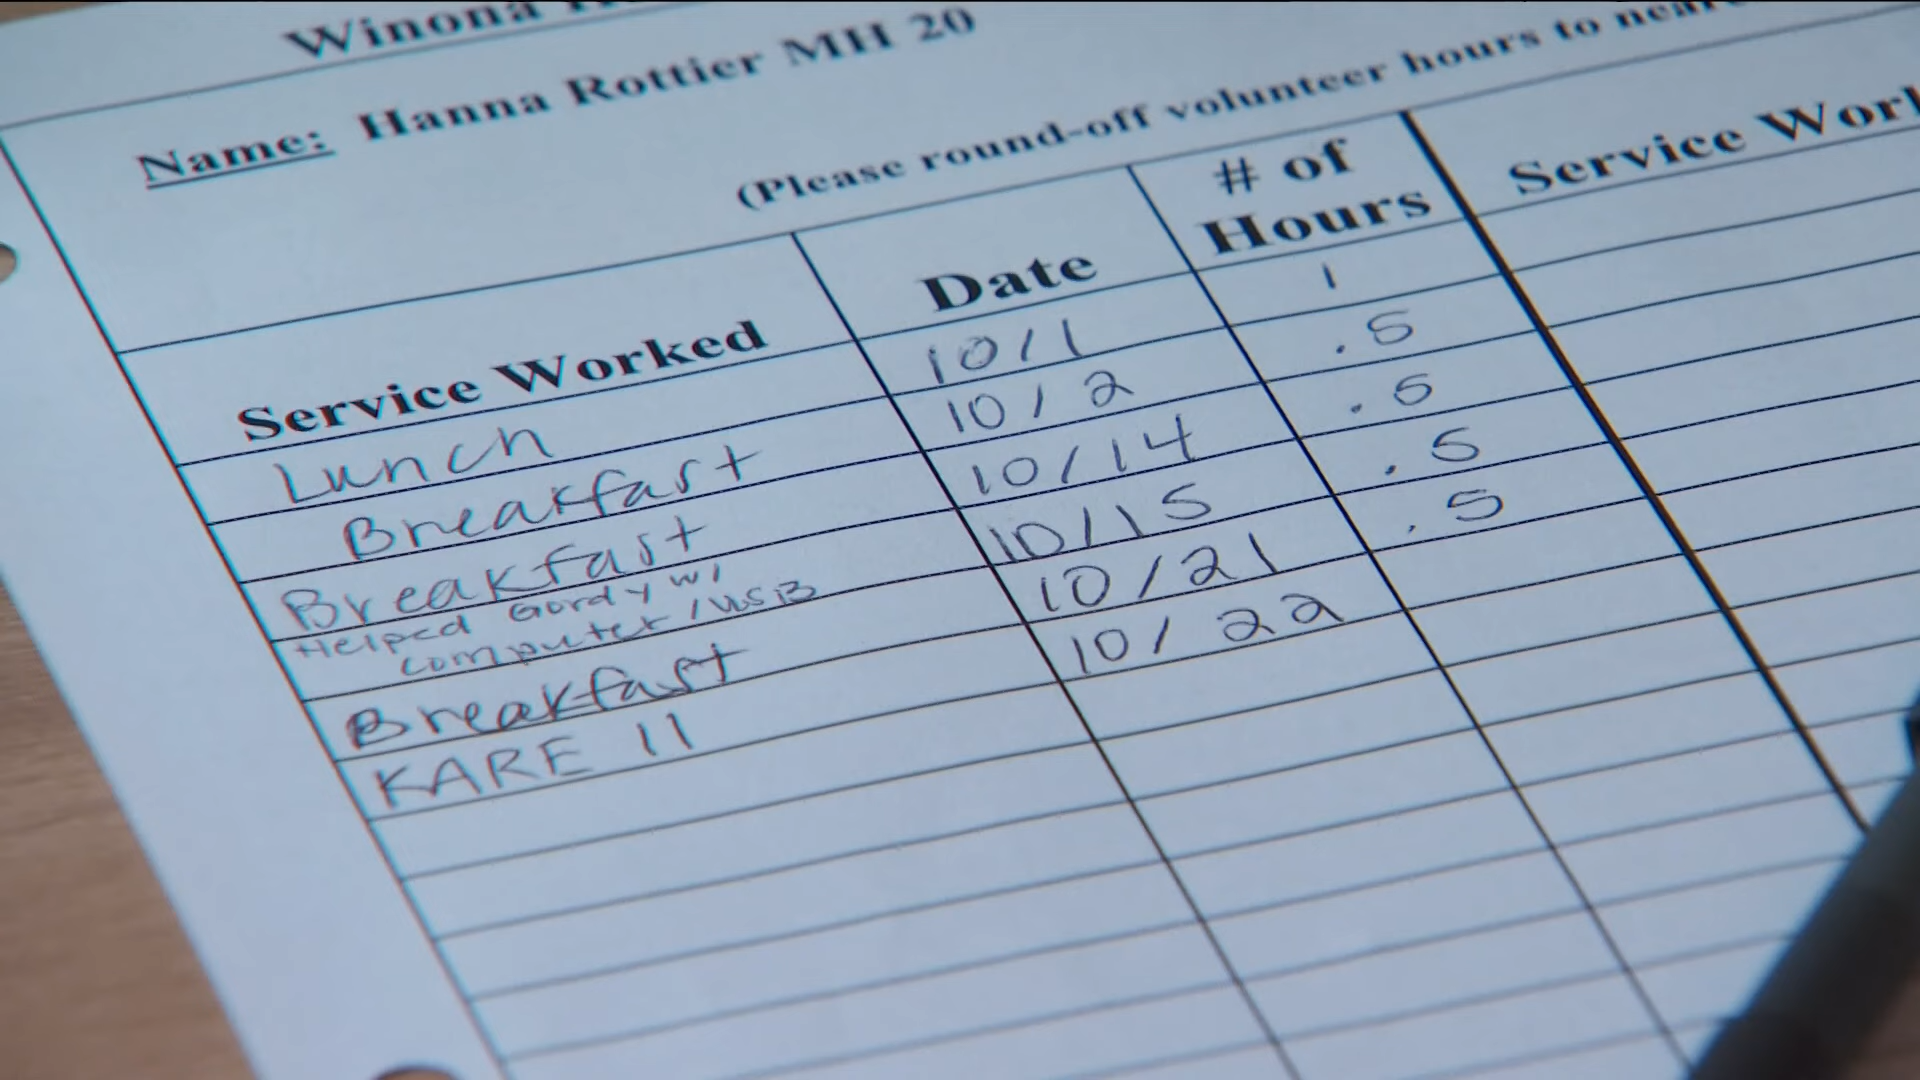 Winona
Name: Hanna Rottier MH 20
(Please round-off volunteer hours to
Service Worked Date # of Hours Service
Lunch 10/1 1
Breakfast 10/2 .5
Breakfast 10/14 .5
Helped Gordy w/ computer/USB 10/15 .5
Breakfast 10/21 .5
KARE 11 10/22